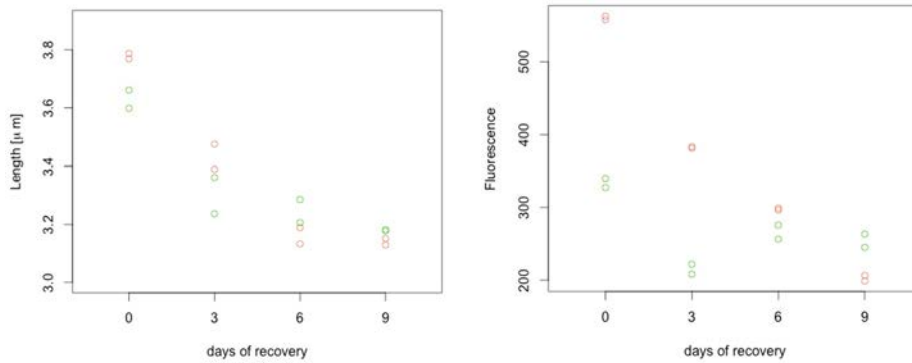 Length [μ m]
3.8
3.6
3.4
3.2
3.0
0 3 6 9
days of recovery
Fluorescence
500
400
300
200
0 3 6 9
days of recovery